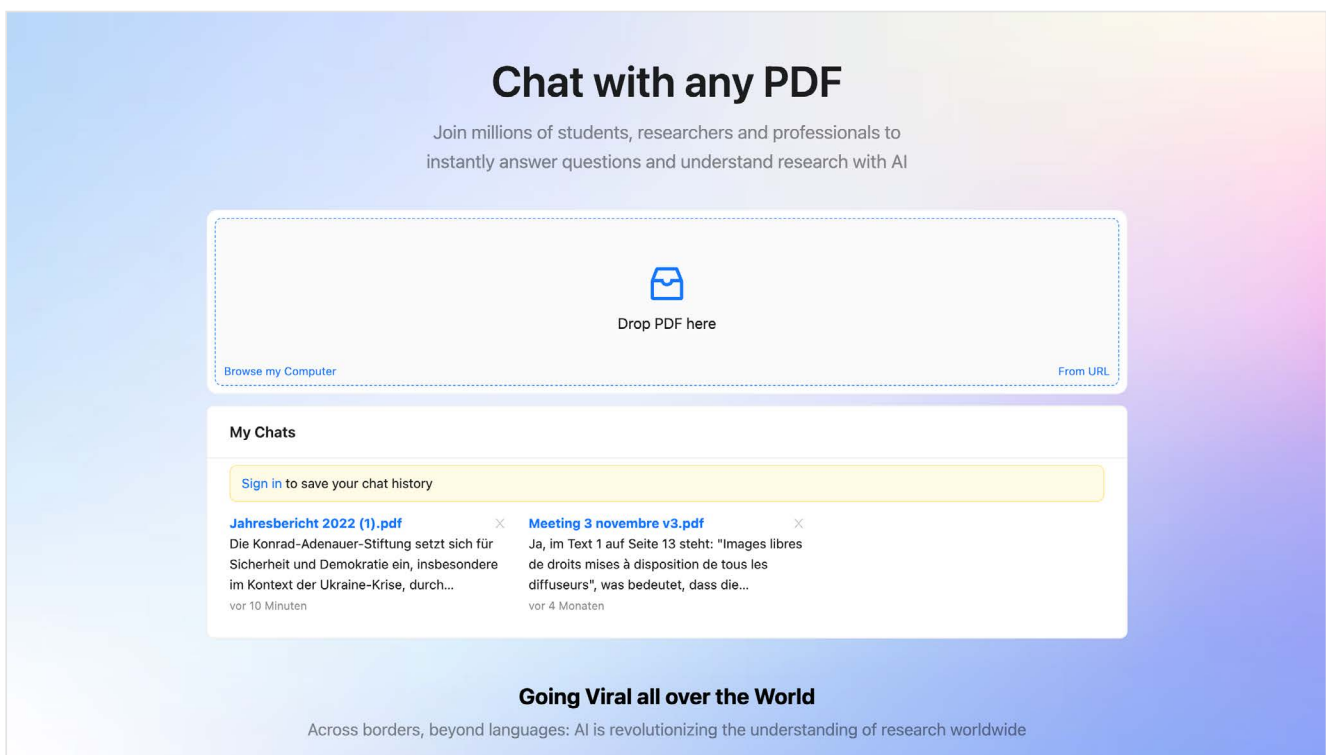 Chat with any PDF
Join millions of students, researchers and professionals to
instantly answer questions and understand research with AI
Drop PDF here
Browse my Computer
From URL
My Chats
Sign in to save your chat history
Jahresbericht 2022 (1).pdf
Die Konrad-Adenauer-Stiftung setzt sich für
Sicherheit und Demokratie ein, insbesondere
im Kontext der Ukraine-Krise, durch...
vor 10 Minuten
Meeting 3 novembre v3.pdf
Ja, im Text 1 auf Seite 13 steht: "Images libres
de droits mises à disposition de tous les
diffuseurs", was bedeutet, dass die...
vor 4 Monaten
Going Viral all over the World
Across borders, beyond languages: AI is revolutionizing the understanding of research worldwide